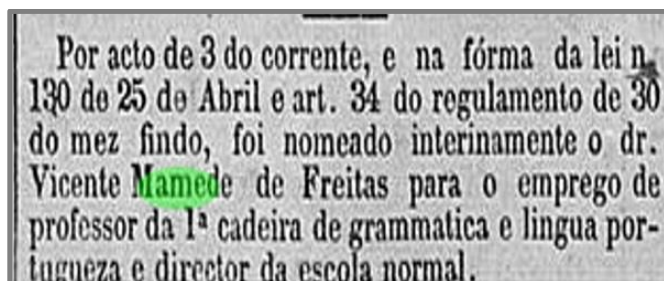 Por acto de 3 do corrente, e na fórma da lei n.
130 de 25 de Abril e art. 34 do regulamento de 30
do mez findo, foi nomeado interinamente o dr.
Vicente Mamede de Freitas para o emprego de
professor da 1ª cadeira de grammatica e lingua por-
tugueza e director da escola normal.